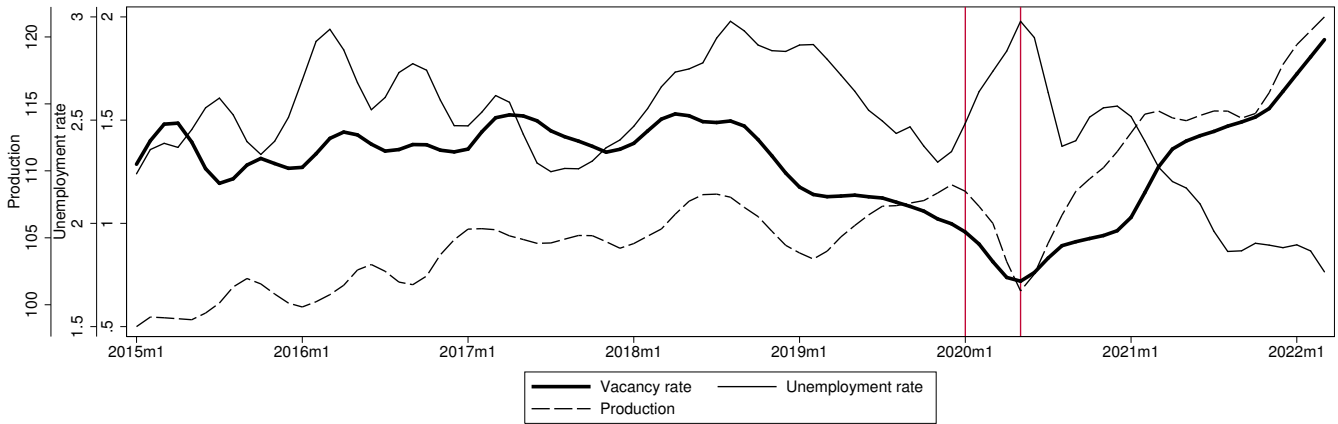 Production
100
105
110
115
120
Unemployment rate
1.5
2
2.5
3
.5
1
1.5
2
2015m1
2016m1
2017m1
2018m1
2019m1
2020m1
2021m1
2022m1
Vacancy rate
Unemployment rate
Production